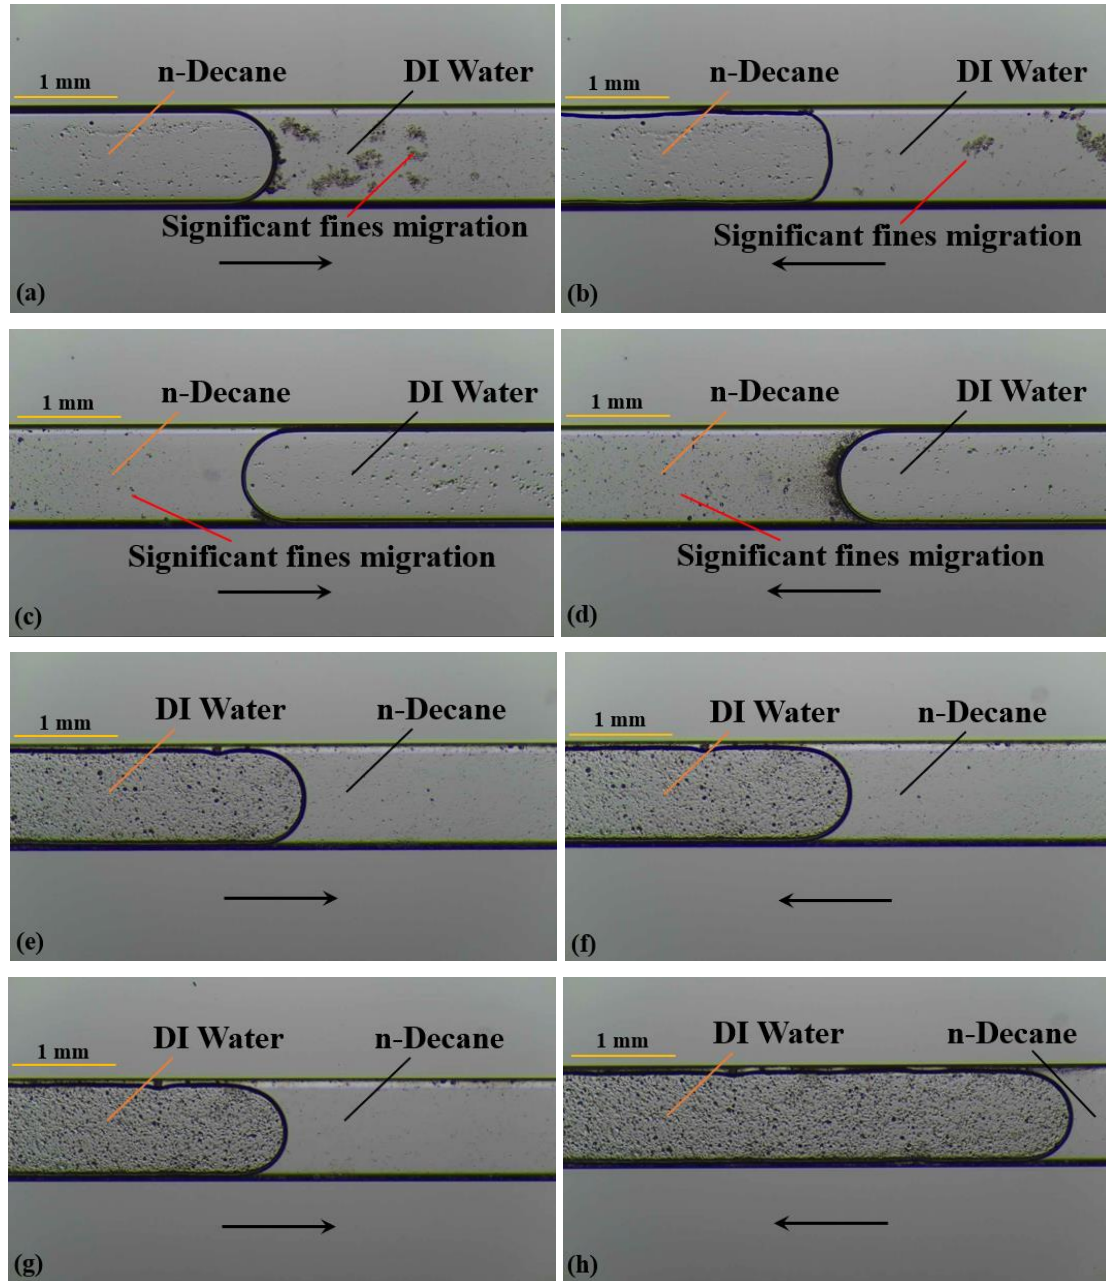 n-Decane DI Water
1 mm
Significant fines migration
(a)
n-Decane DI Water
1 mm
Significant fines migration
(b)
n-Decane DI Water
1 mm
Significant fines migration
(c)
n-Decane DI Water
1 mm
Significant fines migration
(d)
DI Water n-Decane
1 mm
(e)
DI Water n-Decane
1 mm
(f)
DI Water n-Decane
1 mm
(g)
DI Water n-Decane
1 mm
(h)